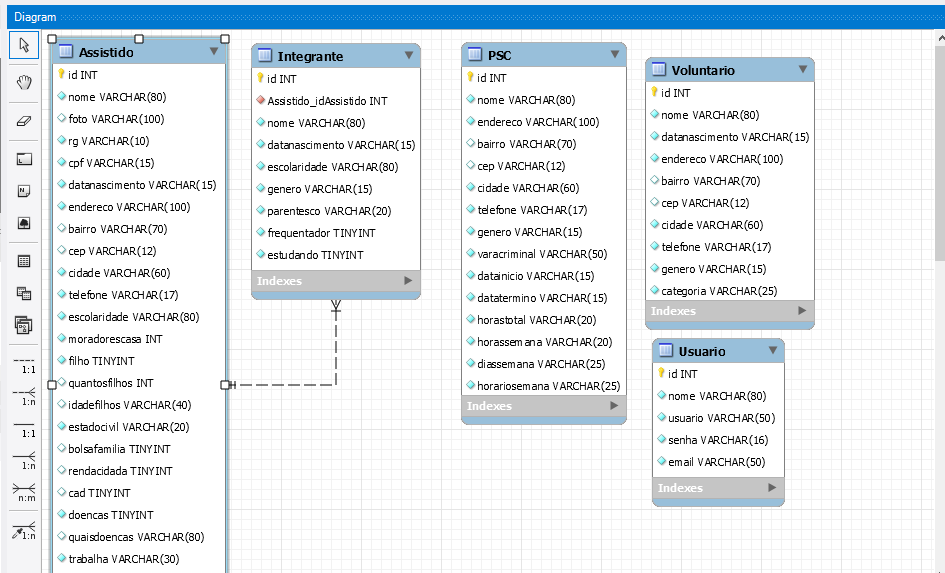 Diagram
Assistido
id INT
nome VARCHAR(80)
foto VARCHAR(100)
rg VARCHAR(10)
cpf VARCHAR(15)
datanascimento VARCHAR(15)
endereco VARCHAR(100)
bairro VARCHAR(70)
cep VARCHAR(12)
cidade VARCHAR(60)
telefone VARCHAR(17)
escolaridade VARCHAR(80)
moradorescasa INT
filho TINYINT
quantosfilhos INT
idadefilhos VARCHAR(40)
estadocivil VARCHAR(20)
bolsafamilia TINYINT
rendacidada TINYINT
cad TINYINT
doencas TINYINT
quaisdoencas VARCHAR(80)
trabalha VARCHAR(30)
Integrante
id INT
Assistido_idAssistido INT
nome VARCHAR(80)
datanascimento VARCHAR(15)
escolaridade VARCHAR(80)
genero VARCHAR(15)
parentesco VARCHAR(20)
frequentador TINYINT
estudando TINYINT
Indexes
PSC
id INT
nome VARCHAR(80)
endereco VARCHAR(100)
bairro VARCHAR(70)
cep VARCHAR(12)
cidade VARCHAR(60)
telefone VARCHAR(17)
genero VARCHAR(15)
varacriminal VARCHAR(50)
datainicio VARCHAR(15)
datatermino VARCHAR(15)
horastotal VARCHAR(20)
horassemana VARCHAR(20)
diassemana VARCHAR(25)
horariosemana VARCHAR(25)
Indexes
Voluntario
id INT
nome VARCHAR(80)
datanascimento VARCHAR(15)
endereco VARCHAR(100)
bairro VARCHAR(70)
cep VARCHAR(12)
cidade VARCHAR(60)
telefone VARCHAR(17)
genero VARCHAR(15)
categoria VARCHAR(25)
Indexes
Usuario
id INT
nome VARCHAR(80)
usuario VARCHAR(50)
senha VARCHAR(16)
email VARCHAR(50)
Indexes
1:1
1:n
1:1
1:n
n:m
1:n